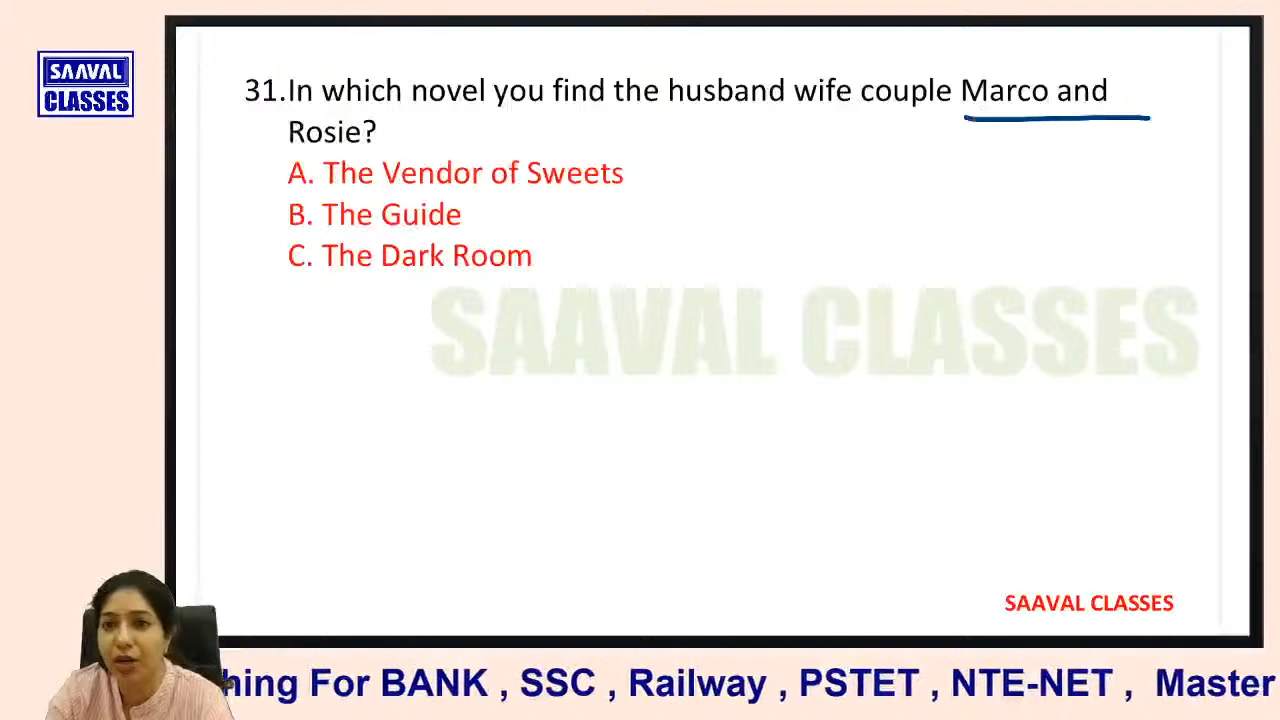 SAAVAL
CLASSES
31.In which novel you find the husband wife couple Marco and
Rosie?
A. The Vendor of Sweets
B. The Guide
C. The Dark Room
SAAVAL CLASSES
SAAVAL CLASSES
hing For BANK , SSC , Railway , PSTET , NTE-NET , Master